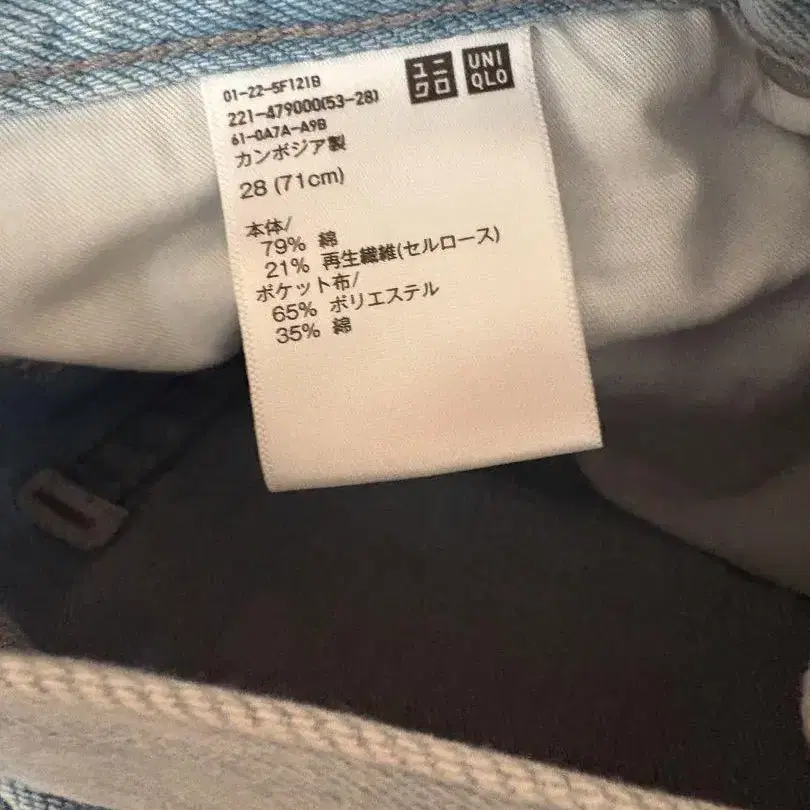 ユニクロ
UNIQLO
01-22-5F121B
221-479000(53-28)
61-0A7A-A9B
カンボジア製
28 (71cm)
本体/
79% 綿
21% 再生繊維(セルロース)
ポケット布/
65% ポリエステル
35% 綿